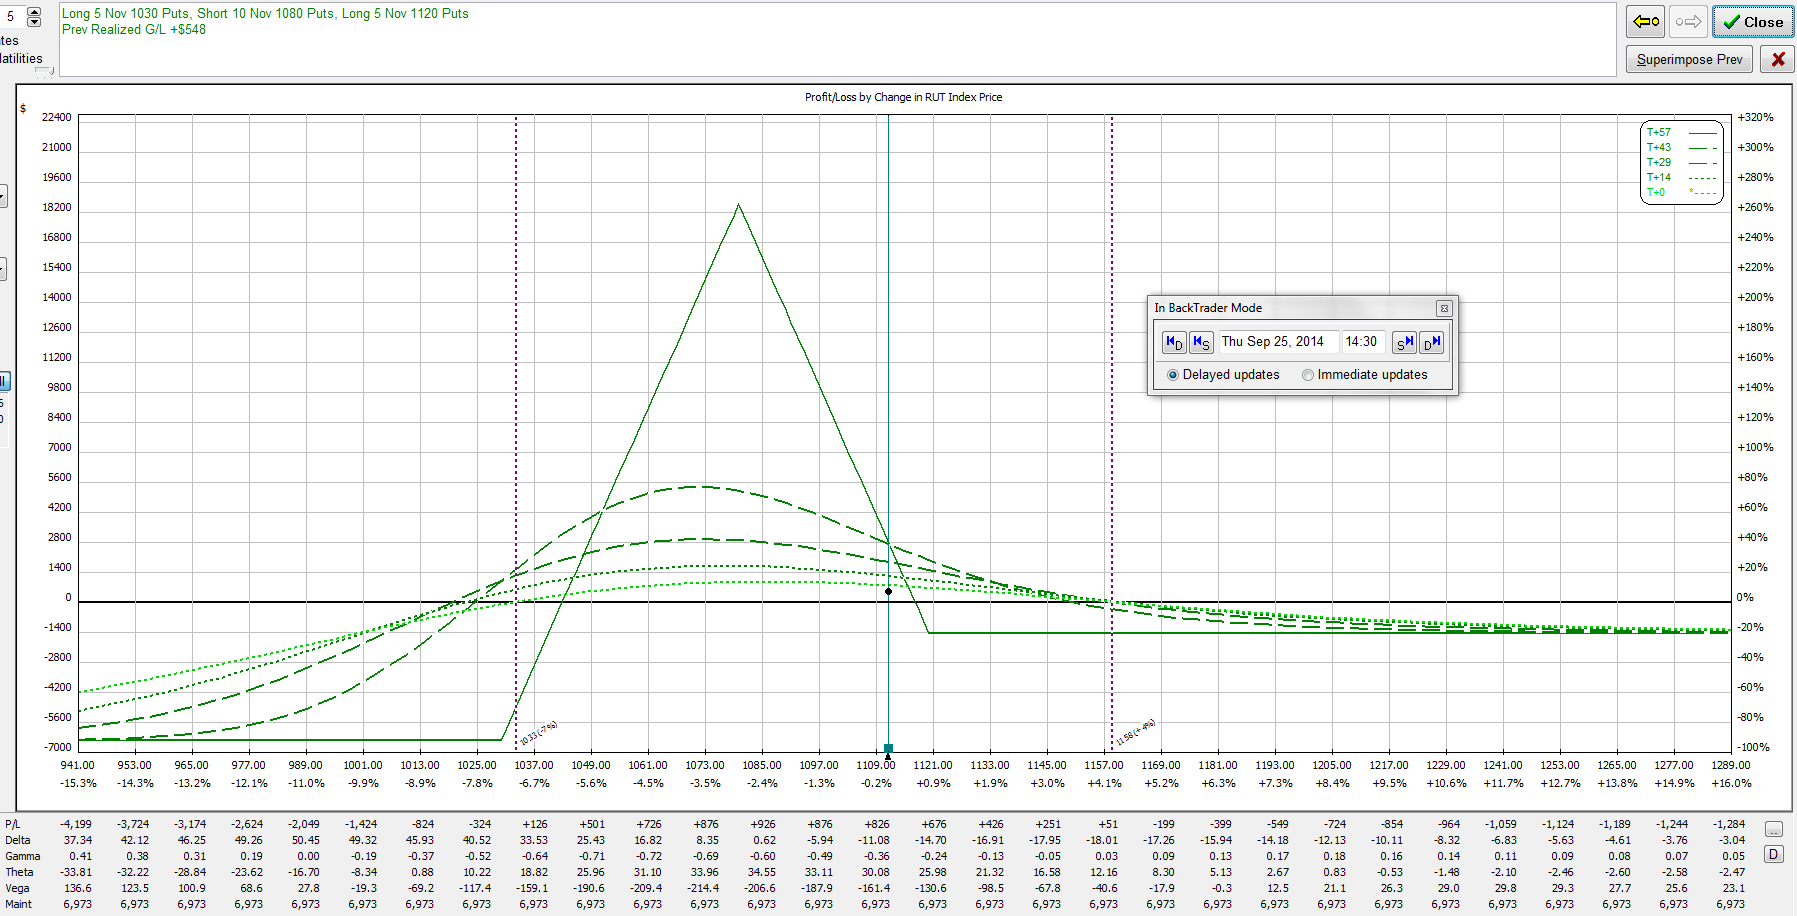 5
Long 5 Nov 1030 Puts, Short 10 Nov 1080 Puts, Long 5 Nov 1120 Puts
Prev Realized G/L +$548
Close
Superimpose Prev
Profit/Loss by Change in RUT Index Price
$
22400
21000
19600
18200
16800
15400
14000
12600
11200
9800
8400
7000
5600
4200
2800
1400
0
-1400
-2800
-4200
-5600
-7000
+320%
+300%
+280%
+260%
+240%
+220%
+200%
+180%
+160%
+140%
+120%
+100%
+80%
+60%
+40%
+20%
0%
-20%
-40%
-60%
-80%
-100%
T+57
T+43
T+29
T+14
T+0
In BackTrader Mode
D S Thu Sep 25, 2014 14:30 S D
Delayed updates Immediate updates
1033 (-7%)
1158 (+4%)
941.00 953.00 965.00 977.00 989.00 1001.00 1013.00 1025.00 1037.00 1049.00 1061.00 1073.00 1085.00 1097.00 1109.00 1121.00 1133.00 1145.00 1157.00 1169.00 1181.00 1193.00 1205.00 1217.00 1229.00 1241.00 1253.00 1265.00 1277.00 1289.00
-15.3% -14.3% -13.2% -12.1% -11.0% -9.9% -8.9% -7.8% -6.7% -5.6% -4.5% -3.5% -2.4% -1.3% -0.2% +0.9% +1.9% +3.0% +4.1% +5.2% +6.3% +7.3% +8.4% +9.5% +10.6% +11.7% +12.7% +13.8% +14.9% +16.0%
P/L -4,199 -3,724 -3,174 -2,624 -2,049 -1,424 -824 -324 +126 +501 +726 +876 +926 +876 +826 +676 +426 +251 +51 -199 -399 -549 -724 -854 -964 -1,059 -1,124 -1,189 -1,244 -1,284
Delta 37.34 42.12 46.25 49.26 50.45 49.32 45.93 40.52 33.53 25.43 16.82 8.35 0.62 -5.94 -11.08 -14.70 -16.91 -17.95 -18.01 -17.26 -15.94 -14.18 -12.13 -10.11 -8.32 -6.83 -5.63 -4.61 -3.76 -3.04
Gamma 0.41 0.38 0.31 0.19 0.00 -0.19 -0.37 -0.52 -0.64 -0.71 -0.72 -0.69 -0.60 -0.49 -0.36 -0.24 -0.13 -0.05 0.03 0.09 0.13 0.17 0.18 0.16 0.14 0.11 0.09 0.08 0.07 0.05
Theta -33.81 -32.22 -28.84 -23.62 -16.70 -8.34 0.88 10.22 18.82 25.96 31.10 33.96 34.55 33.11 30.08 25.98 21.32 16.58 12.16 8.30 5.13 2.67 0.83 -0.53 -1.48 -2.10 -2.46 -2.60 -2.58 -2.47
Vega 136.6 123.5 100.9 68.6 27.8 -19.3 -69.2 -117.4 -159.1 -190.6 -209.4 -214.4 -206.6 -187.9 -161.4 -130.6 -98.5 -67.8 -40.6 -17.9 -0.3 12.5 21.1 26.3 29.0 29.8 29.3 27.7 25.6 23.1
Maint 6,973 6,973 6,973 6,973 6,973 6,973 6,973 6,973 6,973 6,973 6,973 6,973 6,973 6,973 6,973 6,973 6,973 6,973 6,973 6,973 6,973 6,973 6,973 6,973 6,973 6,973 6,973 6,973 6,973 6,973
...
D